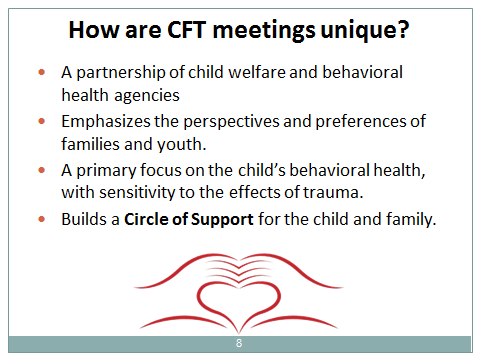 How are CFT meetings unique?
• A partnership of child welfare and behavioral
health agencies
• Emphasizes the perspectives and preferences of
families and youth.
• A primary focus on the child’s behavioral health,
with sensitivity to the effects of trauma.
• Builds a Circle of Support for the child and family.
8